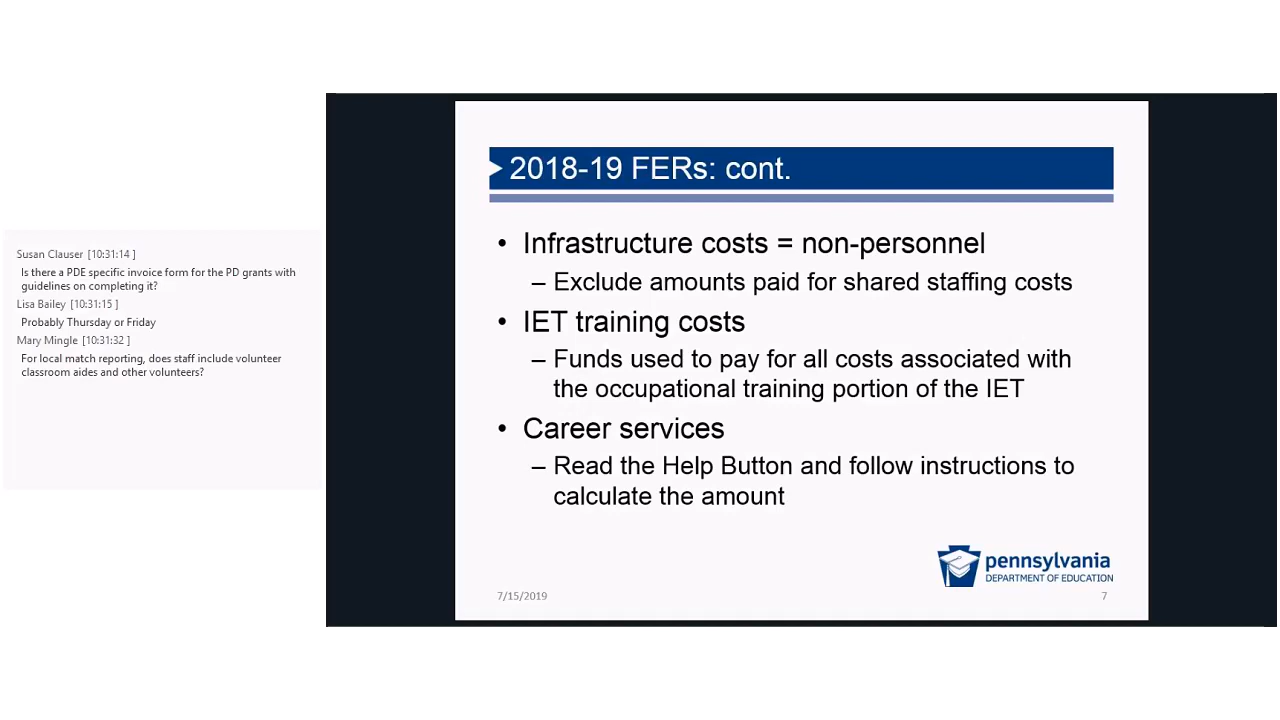 Susan Clauser [10:31:14 ]
Is there a PDE specific invoice form for the PD grants with
guidelines on completing it?
Lisa Bailey [10:31:15 ]
Probably Thursday or Friday
Mary Mingle [10:31:32 ]
For local match reporting, does staff include volunteer
classroom aides and other volunteers?
2018-19 FERs: cont.
• Infrastructure costs = non-personnel
– Exclude amounts paid for shared staffing costs
• IET training costs
– Funds used to pay for all costs associated with
the occupational training portion of the IET
• Career services
– Read the Help Button and follow instructions to
calculate the amount
pennsylvania
DEPARTMENT OF EDUCATION
7/15/2019
7